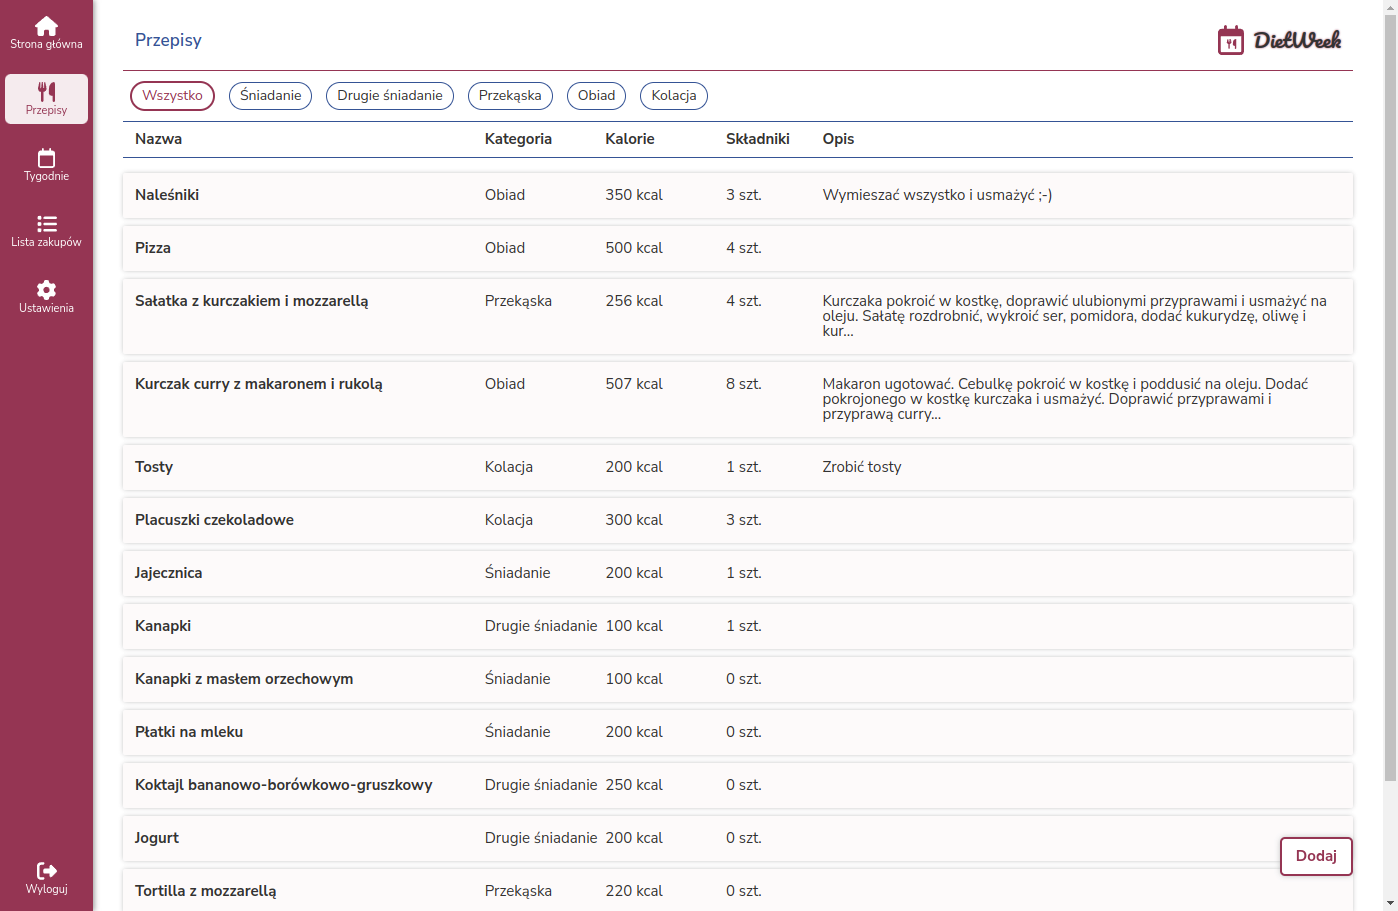 Strona główna
Przepisy
Tygodnie
Lista zakupów
Ustawienia
Wyloguj
Przepisy
DietWeek
Wszystko Śniadanie Drugie śniadanie Przekąska Obiad Kolacja
Nazwa Kategoria Kalorie Składniki Opis
Naleśniki Obiad 350 kcal 3 szt. Wymieszać wszystko i usmażyć ;-)
Pizza Obiad 500 kcal 4 szt.
Sałatka z kurczakiem i mozzarellą Przekąska 256 kcal 4 szt. Kurczaka pokroić w kostkę, doprawić ulubionymi przyprawami i usmażyć na
oleju. Sałatę rozdrobnić, wykroić ser, pomidora, dodać kukurydzę, oliwę i
kur...
Kurczak curry z makaronem i rukolą Obiad 507 kcal 8 szt. Makaron ugotować. Cebulkę pokroić w kostkę i poddusić na oleju. Dodać
pokrojonego w kostkę kurczaka i usmażyć. Doprawić przyprawami i
przyprawą curry...
Tosty Kolacja 200 kcal 1 szt. Zrobić tosty
Placuszki czekoladowe Kolacja 300 kcal 3 szt.
Jajecznica Śniadanie 200 kcal 1 szt.
Kanapki Drugie śniadanie 100 kcal 1 szt.
Kanapki z masłem orzechowym Śniadanie 100 kcal 0 szt.
Płatki na mleku Śniadanie 200 kcal 0 szt.
Koktajl bananowo-borówkowo-gruszkowy Drugie śniadanie 250 kcal 0 szt.
Jogurt Drugie śniadanie 200 kcal 0 szt.
Dodaj
Tortilla z mozzarellą Przekąska 220 kcal 0 szt.